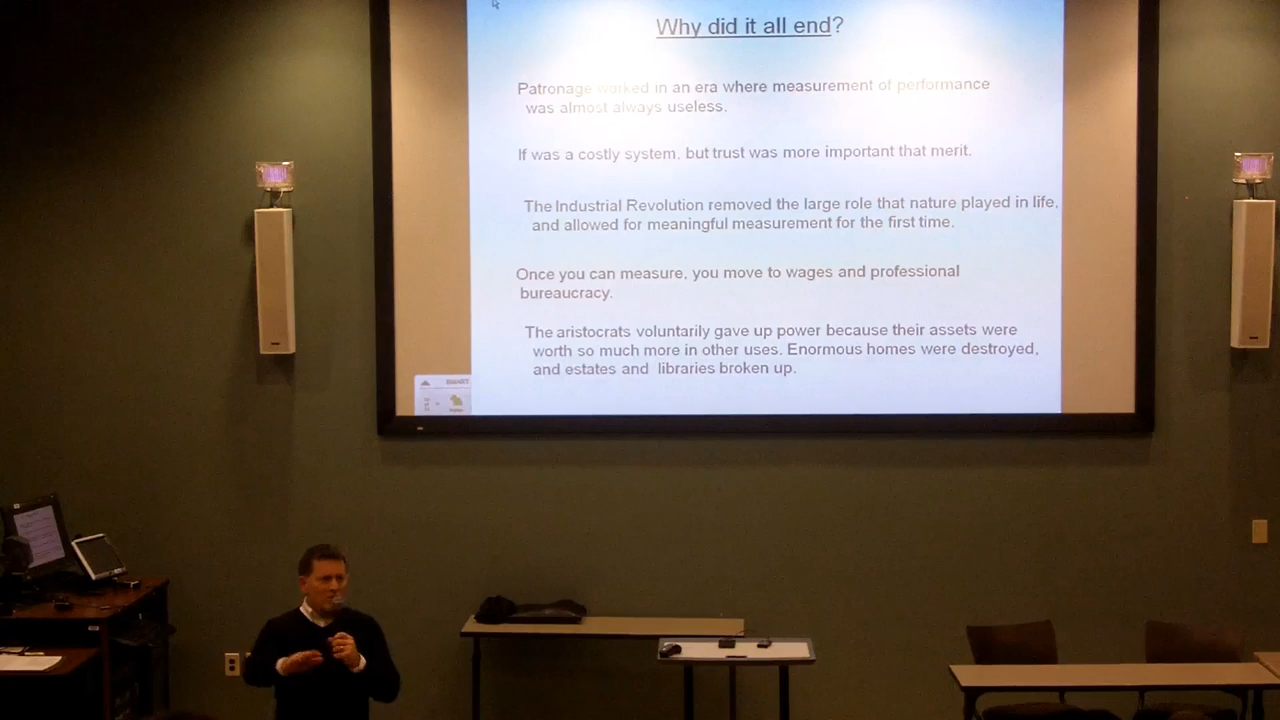 Why did it all end?
Patronage worked in an era where measurement of performance
was almost always useless.
If was a costly system, but trust was more important that merit.
The Industrial Revolution removed the large role that nature played in life,
and allowed for meaningful measurement for the first time.
Once you can measure, you move to wages and professional
bureaucracy.
The aristocrats voluntarily gave up power because their assets were
worth so much more in other uses. Enormous homes were destroyed,
and estates and libraries broken up.
SMART